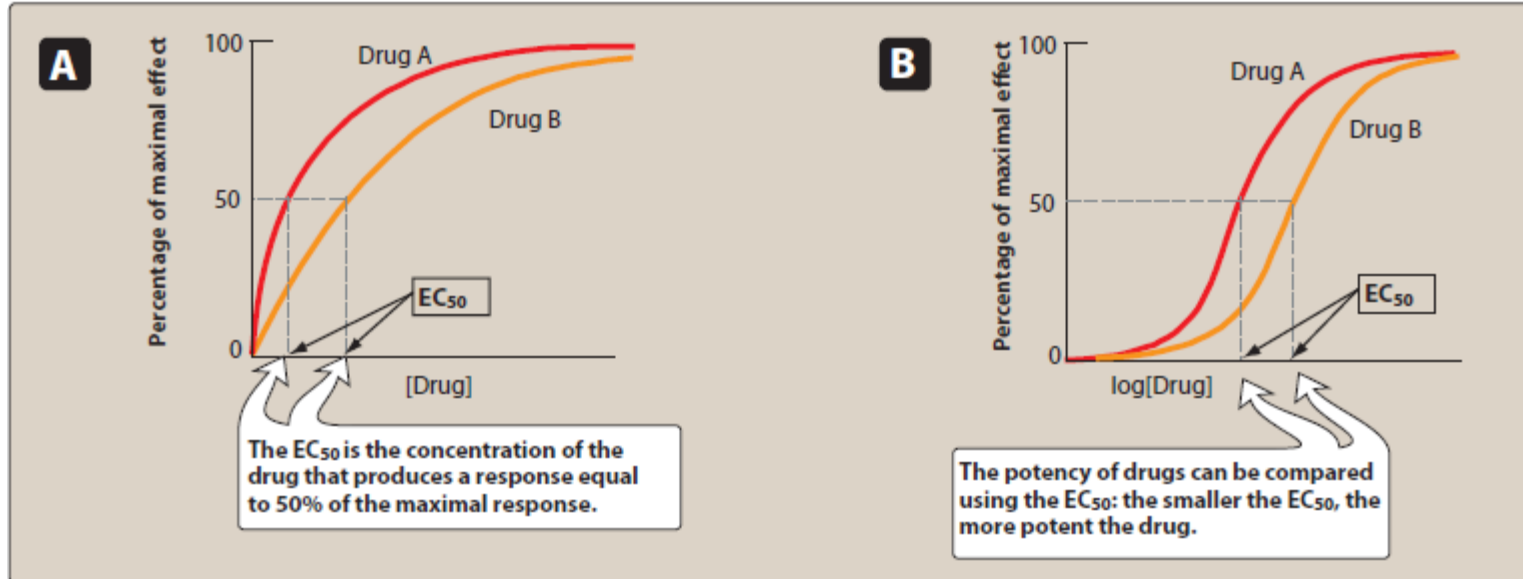 A
Percentage of maximal effect
100
50
0
Drug A
Drug B
EC₅₀
[Drug]
The EC₅₀ is the concentration of the
drug that produces a response equal
to 50% of the maximal response.
B
Percentage of maximal effect
100
50
0
Drug A
Drug B
EC₅₀
log[Drug]
The potency of drugs can be compared
using the EC₅₀: the smaller the EC₅₀, the
more potent the drug.